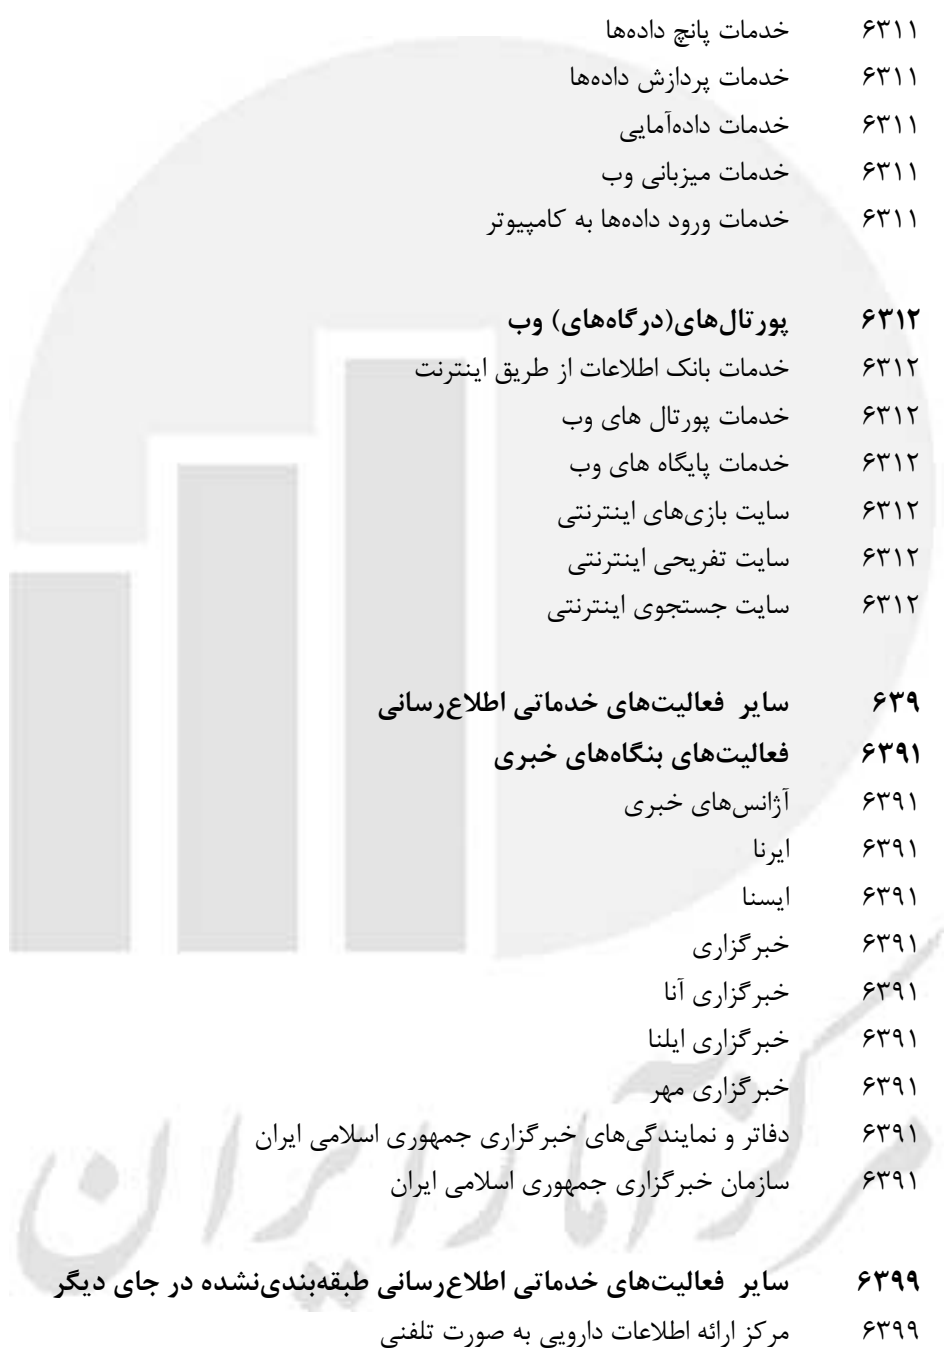 ۶۳۱۱ خدمات پانچ داده‌ها
۶۳۱۱ خدمات پردازش داده‌ها
۶۳۱۱ خدمات داده‌آمایی
۶۳۱۱ خدمات میزبانی وب
۶۳۱۱ خدمات ورود داده‌ها به کامپیوتر
۶۳۱۲ پورتال‌های(درگاه‌های) وب
۶۳۱۲ خدمات بانک اطلاعات از طریق اینترنت
۶۳۱۲ خدمات پورتال های وب
۶۳۱۲ خدمات پایگاه های وب
۶۳۱۲ سایت بازی‌های اینترنتی
۶۳۱۲ سایت تفریحی اینترنتی
۶۳۱۲ سایت جستجوی اینترنتی
۶۳۹ سایر فعالیت‌های خدماتی اطلاع‌رسانی
۶۳۹۱ فعالیت‌های بنگاه‌های خبری
۶۳۹۱ آژانس‌های خبری
۶۳۹۱ ایرنا
۶۳۹۱ ایسنا
۶۳۹۱ خبرگزاری
۶۳۹۱ خبرگزاری آنا
۶۳۹۱ خبرگزاری ایلنا
۶۳۹۱ خبرگزاری مهر
۶۳۹۱ دفاتر و نمایندگی‌های خبرگزاری جمهوری اسلامی ایران
۶۳۹۱ سازمان خبرگزاری جمهوری اسلامی ایران
۶۳۹۹ سایر فعالیت‌های خدماتی اطلاع‌رسانی طبقه‌بندی‌نشده در جای دیگر
۶۳۹۹ مرکز ارائه اطلاعات دارویی به صورت تلفنی
مرکز آمار ایران